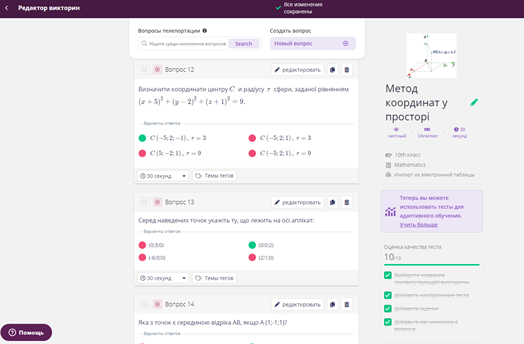 Редактор викторин
Все изменения
сохранены
Вопросы телепортации
Создать вопрос
Ищите среди миллионов вопросов
Search
Новый вопрос
Вопрос 12
редактировать
Визначити координати центру C и радіусу r сфери, заданої рівнянням
(x + 5)² + (y − 2)² + (z + 1)² = 9.
Варианты ответов
C (−5; 2; −1), r = 3
C (−5; 2; 1), r = 3
C (5; −2; 1), r = 9
C (−5; 2; 1), r = 9
30 секунд
Темы тегов
Вопрос 13
редактировать
Серед наведених точок укажіть ту, що лежить на осі аплікат:
Варианты ответов
(0;3;0)
(0;0;2)
(-6;0;0)
(2;1;0)
30 секунд
Темы тегов
Вопрос 14
редактировать
Яка з точок є серединою відріка АВ, якщо А (1;-1;1)?
Варианты ответов
Помощь
Метод
координат у
просторі
частный
Ukrainian
30
секунд
10th класс
Mathematics
Импорт из электронной таблицы
Теперь вы можете
использовать тесты для
адаптивного обучения.
Учить больше
Оценка качества теста
10/10
Выберите название
соответствующей викторины
Добавить изображение теста
Добавить оценки
Добавьте как минимум 4
вопроса